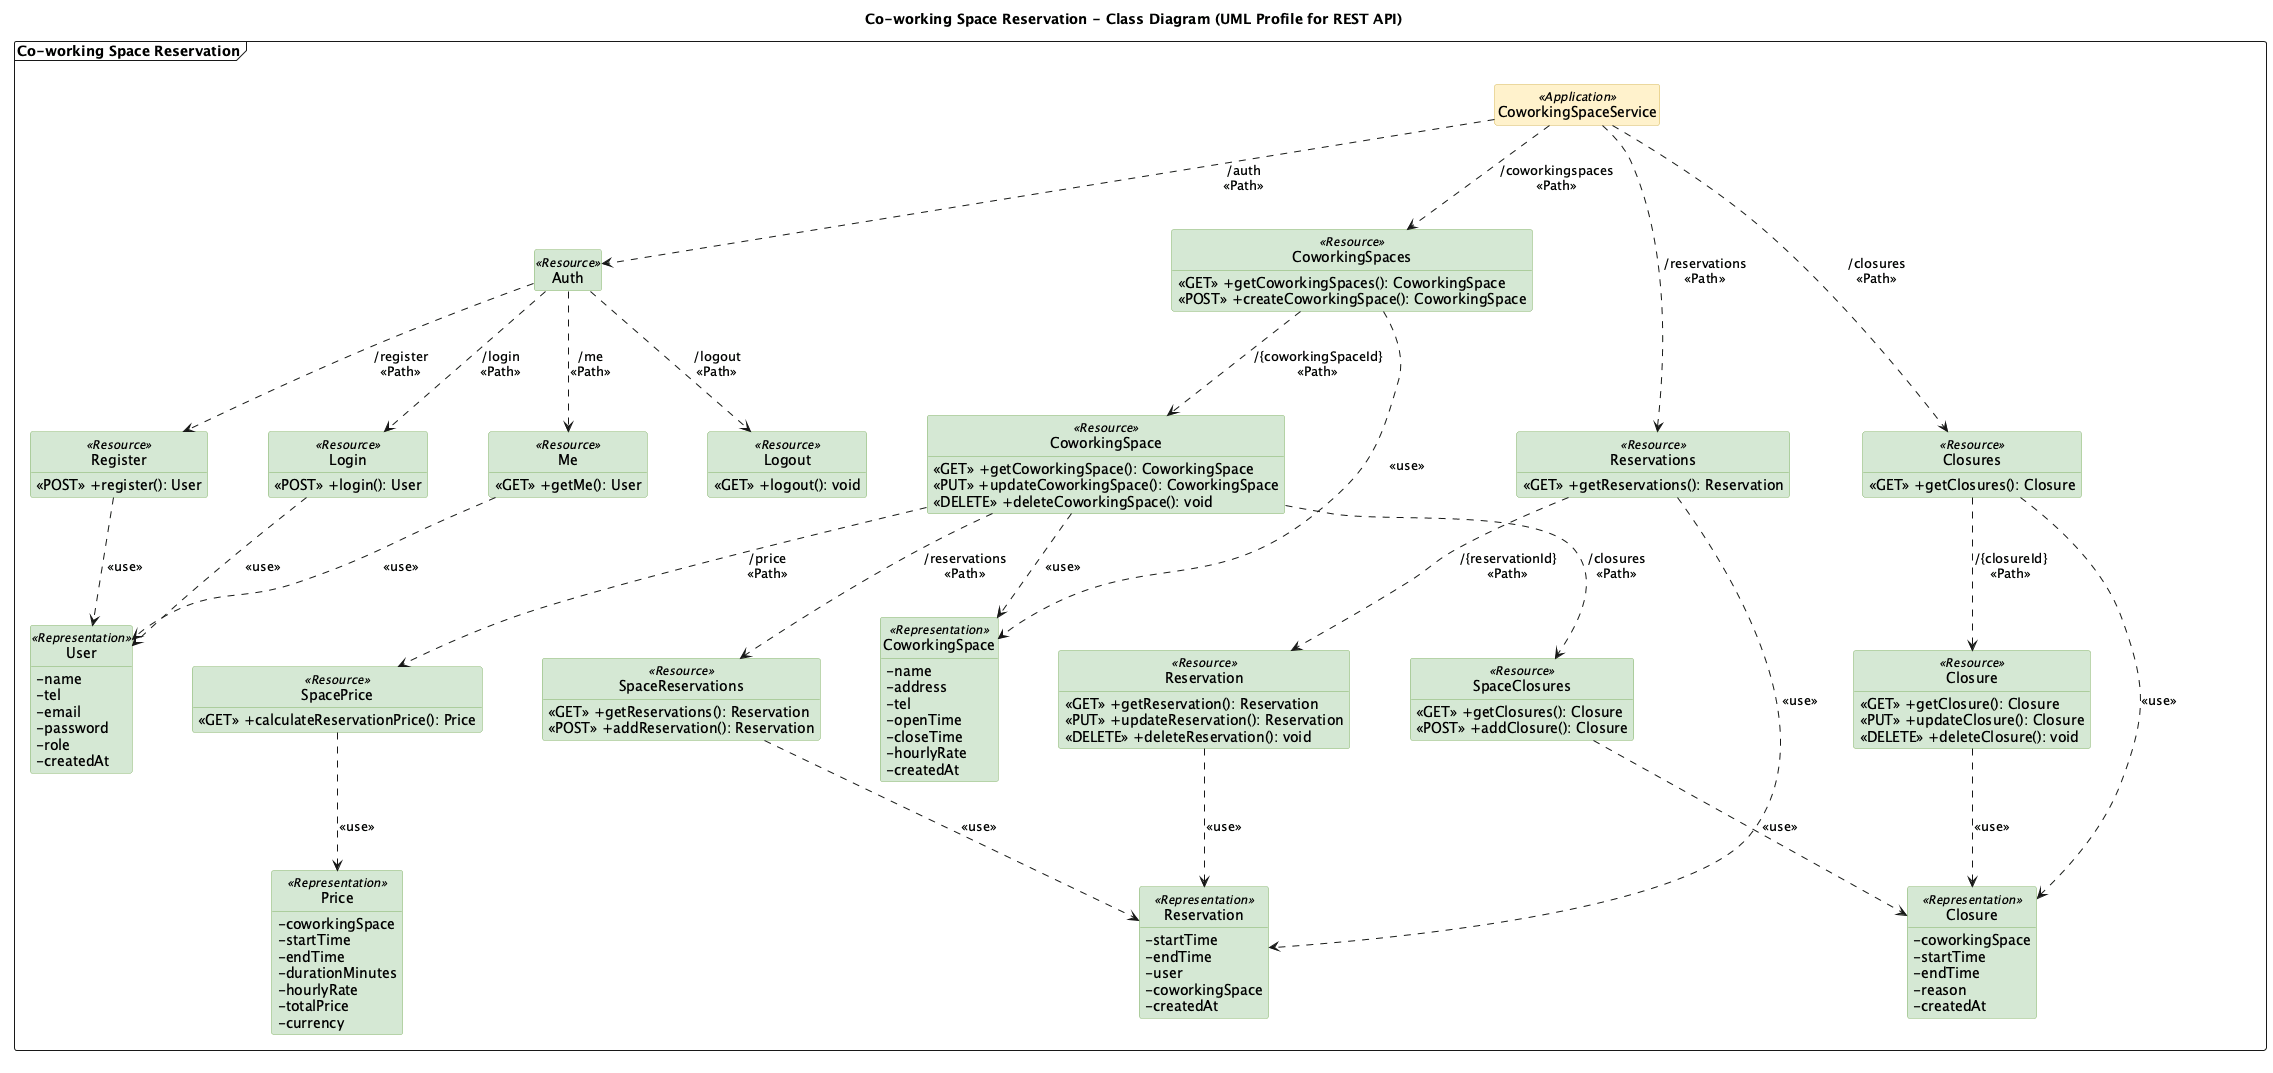 Co-working Space Reservation - Class Diagram (UML Profile for REST API)
Co-working Space Reservation
«Application»
CoworkingSpaceService
/auth
«Path»
/coworkingspaces
«Path»
/reservations
«Path»
/closures
«Path»
«Resource»
Auth
«Resource»
CoworkingSpaces
«GET» +getCoworkingSpaces(): CoworkingSpace
«POST» +createCoworkingSpace(): CoworkingSpace
/register
«Path»
/login
«Path»
/me
«Path»
/logout
«Path»
/{coworkingSpaceId}
«Path»
«use»
«Resource»
Register
«POST» +register(): User
«Resource»
Login
«POST» +login(): User
«Resource»
Me
«GET» +getMe(): User
«Resource»
Logout
«GET» +logout(): void
«Resource»
CoworkingSpace
«GET» +getCoworkingSpace(): CoworkingSpace
«PUT» +updateCoworkingSpace(): CoworkingSpace
«DELETE» +deleteCoworkingSpace(): void
«Resource»
Reservations
«GET» +getReservations(): Reservation
«Resource»
Closures
«GET» +getClosures(): Closure
«use»
«use»
«use»
/price
«Path»
/reservations
«Path»
«use»
/{reservationId}
«Path»
/closures
«Path»
/{closureId}
«Path»
«use»
«use»
«Representation»
User
-name
-tel
-email
-password
-role
-createdAt
«Resource»
SpacePrice
«GET» +calculateReservationPrice(): Price
«Resource»
SpaceReservations
«GET» +getReservations(): Reservation
«POST» +addReservation(): Reservation
«Representation»
CoworkingSpace
-name
-address
-tel
-openTime
-closeTime
-hourlyRate
-createdAt
«Resource»
Reservation
«GET» +getReservation(): Reservation
«PUT» +updateReservation(): Reservation
«DELETE» +deleteReservation(): void
«Resource»
SpaceClosures
«GET» +getClosures(): Closure
«POST» +addClosure(): Closure
«Resource»
Closure
«GET» +getClosure(): Closure
«PUT» +updateClosure(): Closure
«DELETE» +deleteClosure(): void
«use»
«use»
«use»
«use»
«use»
«Representation»
Price
-coworkingSpace
-startTime
-endTime
-durationMinutes
-hourlyRate
-totalPrice
-currency
«Representation»
Reservation
-startTime
-endTime
-user
-coworkingSpace
-createdAt
«Representation»
Closure
-coworkingSpace
-startTime
-endTime
-reason
-createdAt